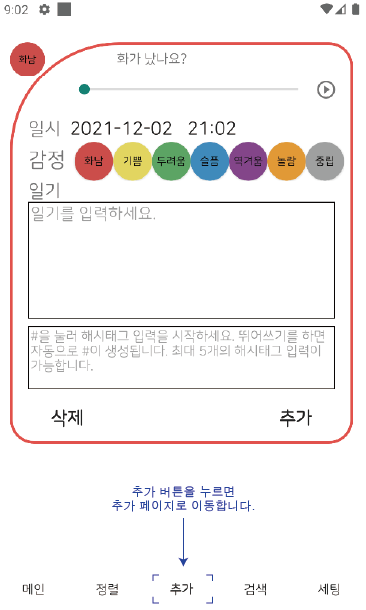 9:02
화남
화가 났나요?
일시 2021-12-02 21:02
감정 화남 기쁨 두려움 슬픔 역겨움 놀람 중립
일기
일기를 입력하세요.
#을 눌러 해시태그 입력을 시작하세요. 뛰어쓰기를 하면
자동으로 #이 생성됩니다. 최대 5개의 해시태그 입력이
가능합니다.
삭제 추가
추가 버튼을 누르면
추가 페이지로 이동합니다.
메인 정렬 추가 검색 세팅